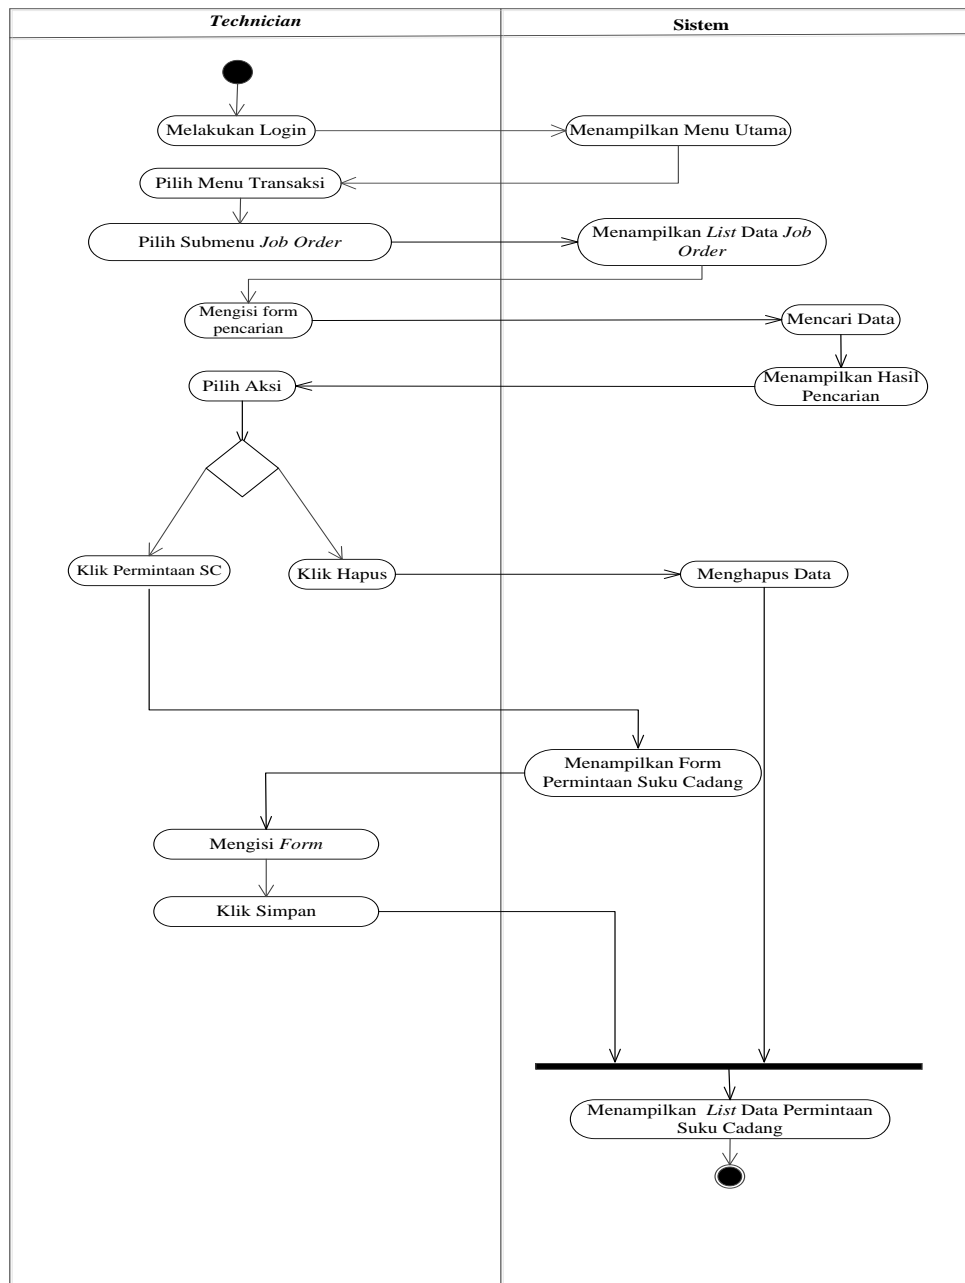 Technician
Sistem
Melakukan Login
Menampilkan Menu Utama
Pilih Menu Transaksi
Pilih Submenu Job Order
Menampilkan List Data Job
Order
Mengisi form
pencarian
Mencari Data
Pilih Aksi
Menampilkan Hasil
Pencarian
Klik Permintaan SC
Klik Hapus
Menghapus Data
Menampilkan Form
Permintaan Suku Cadang
Mengisi Form
Klik Simpan
Menampilkan List Data Permintaan
Suku Cadang